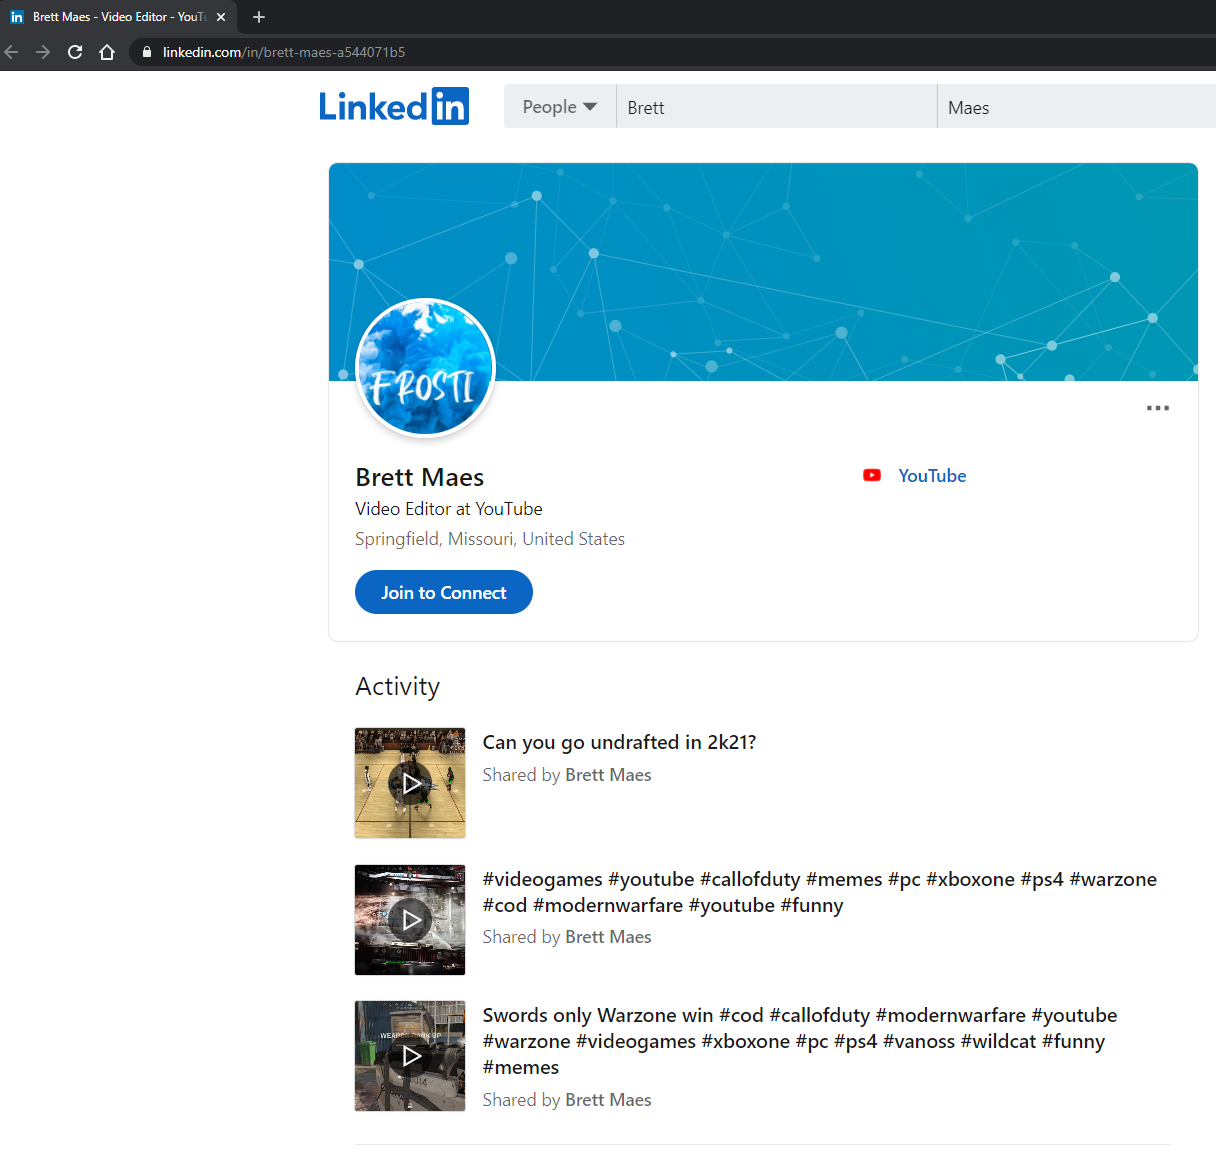 Brett Maes - Video Editor - YouTu
linkedin.com/in/brett-maes-a544071b5
Linked in
People
Brett
Maes
FROSTI
Brett Maes
YouTube
Video Editor at YouTube
Springfield, Missouri, United States
Join to Connect
Activity
Can you go undrafted in 2k21?
Shared by Brett Maes
#videogames #youtube #callofduty #memes #pc #xboxone #ps4 #warzone
#cod #modernwarfare #youtube #funny
Shared by Brett Maes
Swords only Warzone win #cod #callofduty #modernwarfare #youtube
#warzone #videogames #xboxone #pc #ps4 #vanoss #wildcat #funny
#memes
WEAPON RANK UP
Shared by Brett Maes